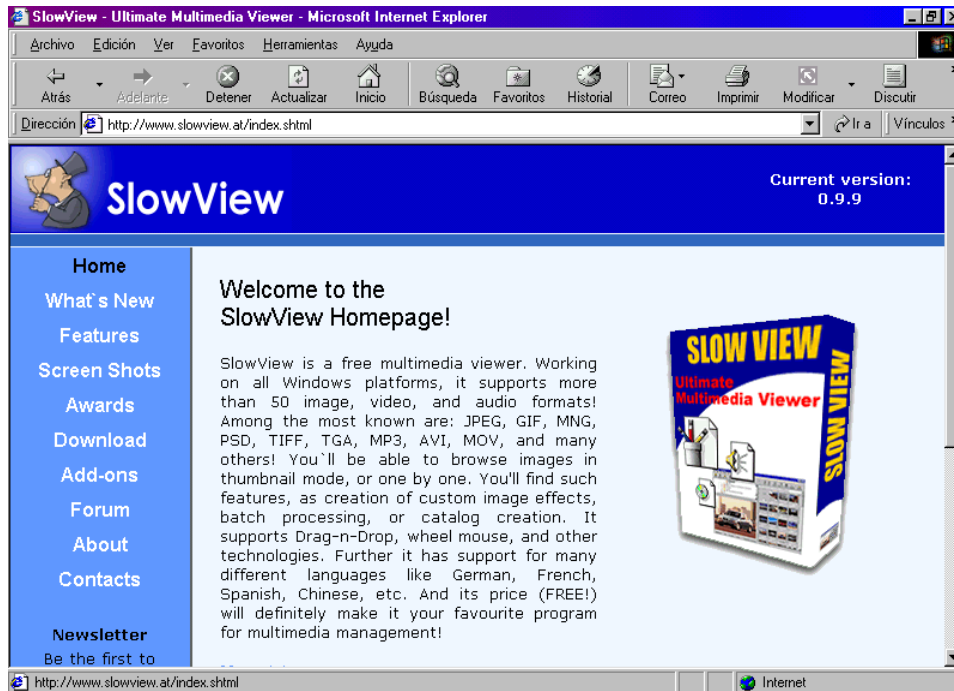 SlowView - Ultimate Multimedia Viewer - Microsoft Internet Explorer
Archivo Edición Ver Favoritos Herramientas Ayuda
Atrás Adelante Detener Actualizar Inicio Búsqueda Favoritos Historial Correo Imprimir Modificar Discutir
Dirección http://www.slowview.at/index.shtml Ir a Vínculos
SlowView
Current version:
0.9.9
Home
What`s New
Features
Screen Shots
Awards
Download
Add-ons
Forum
About
Contacts
Newsletter
Be the first to
Welcome to the
SlowView Homepage!
SlowView is a free multimedia viewer. Working
on all Windows platforms, it supports more
than 50 image, video, and audio formats!
Among the most known are: JPEG, GIF, MNG,
PSD, TIFF, TGA, MP3, AVI, MOV, and many
others! You`ll be able to browse images in
thumbnail mode, or one by one. You'll find such
features, as creation of custom image effects,
batch processing, or catalog creation. It
supports Drag-n-Drop, wheel mouse, and other
technologies. Further it has support for many
different languages like German, French,
Spanish, Chinese, etc. And its price (FREE!)
will definitely make it your favourite program
for multimedia management!
SLOW VIEW
Ultimate
Multimedia Viewer
SLOW VIEW
http://www.slowview.at/index.shtml
Internet